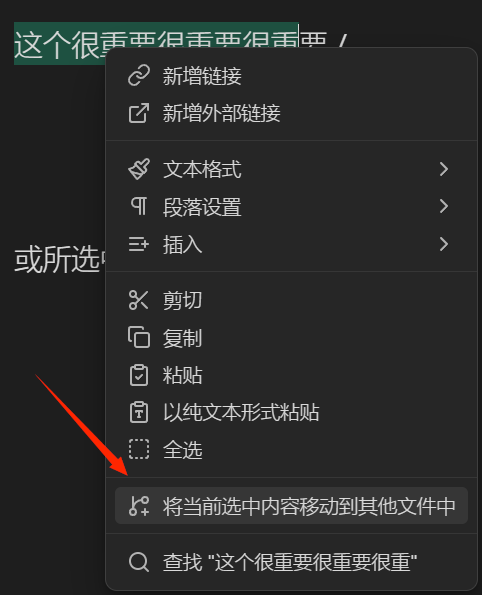 这个很重要很重要很重要 /
新增链接
新增外部链接
文本格式
段落设置
插入
或所选
剪切
复制
粘贴
以纯文本形式粘贴
全选
将当前选中内容移动到其他文件中
查找 "这个很重要很重要很重"